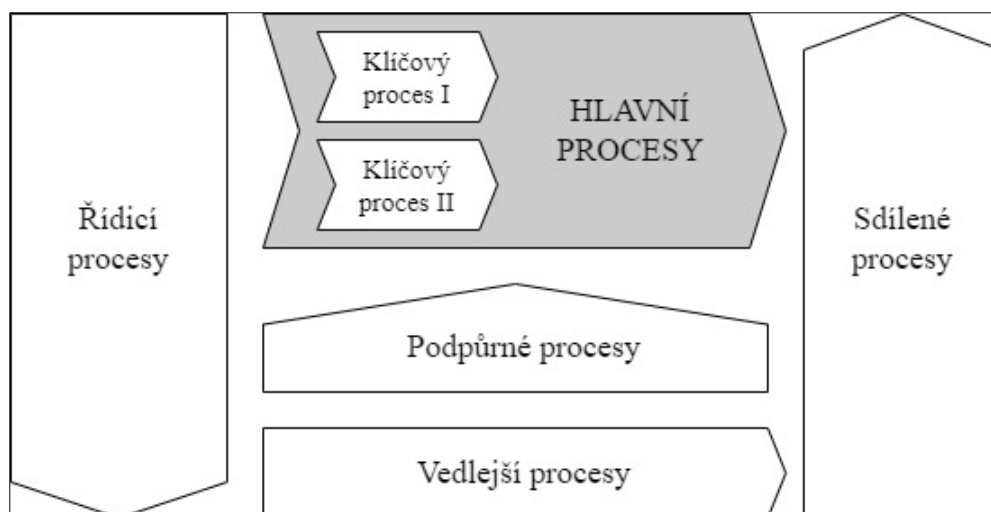 Řídicí
procesy
Klíčový
proces I
Klíčový
proces II
HLAVNÍ
PROCESY
Podpůrné procesy
Vedlejší procesy
Sdílené
procesy